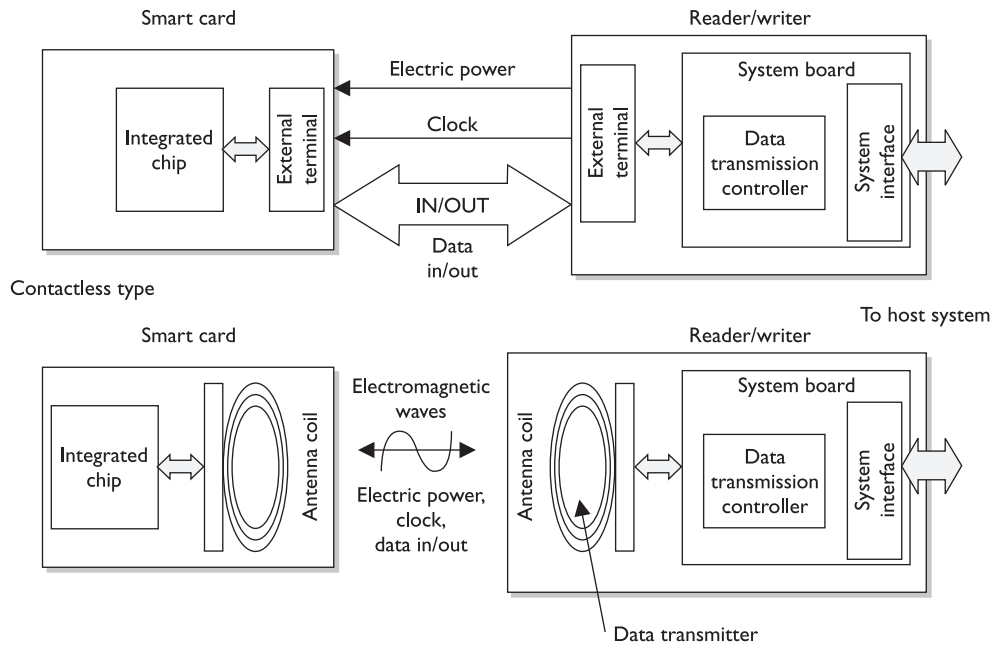 Smart card
Reader/writer
Integrated
chip
External
terminal
Electric power
Clock
IN/OUT
Data
in/out
External
terminal
System board
Data
transmission
controller
System
interface
Contactless type
To host system
Smart card
Reader/writer
Integrated
chip
Antenna coil
Electromagnetic
waves
Electric power,
clock,
data in/out
Antenna coil
System board
Data
transmission
controller
System
interface
Data transmitter